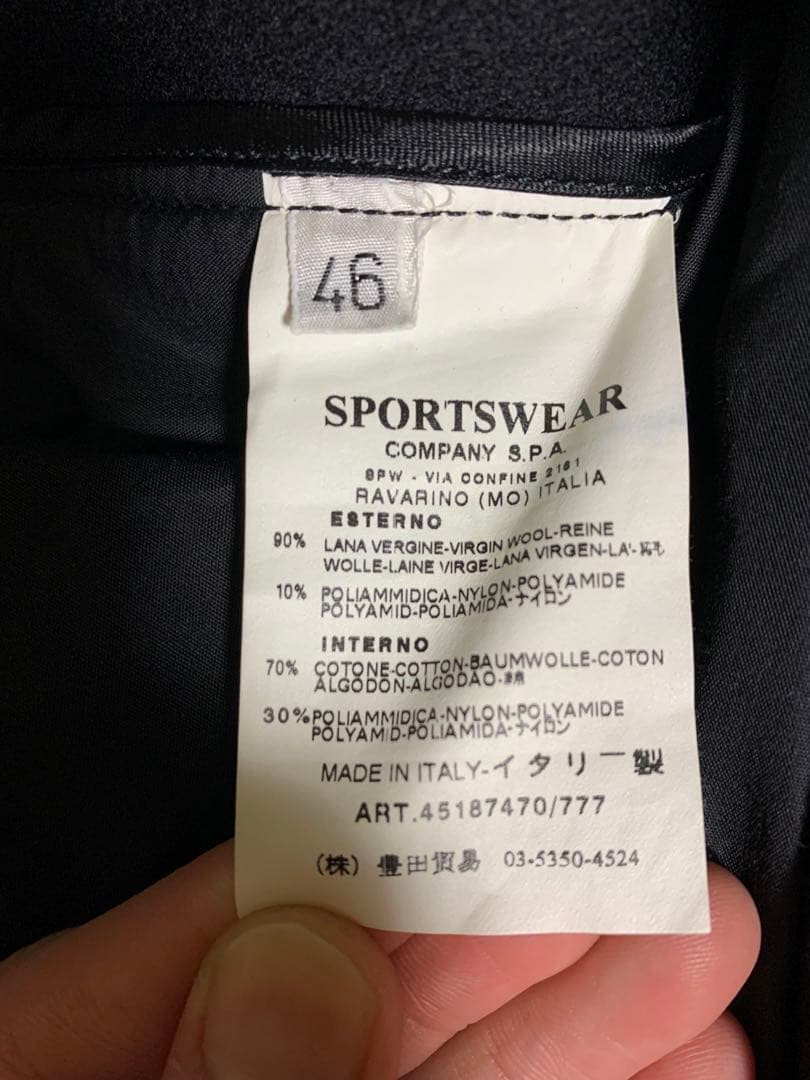 46
SPORTSWEAR
COMPANY S.P.A.
SPW - VIA CONFINE 2161
RAVARINO (MO) ITALIA
ESTERNO
90% LANA VERGINE-VIRGIN WOOL-REINE
WOLLE-LAINE VIRGE-LANA VIRGEN-LA'-羊毛
10% POLIAMMIDICA-NYLON-POLYAMIDE
POLYAMID-POLIAMIDA-ナイロン
INTERNO
70% COTONE-COTTON-BAUMWOLLE-COTON
ALGODON-ALGODAO-綿
30% POLIAMMIDICA-NYLON-POLYAMIDE
POLYAMID-POLIAMIDA-ナイロン
MADE IN ITALY-イタリー製
ART.45187470/777
(株) 豊田貿易 03-5350-4524